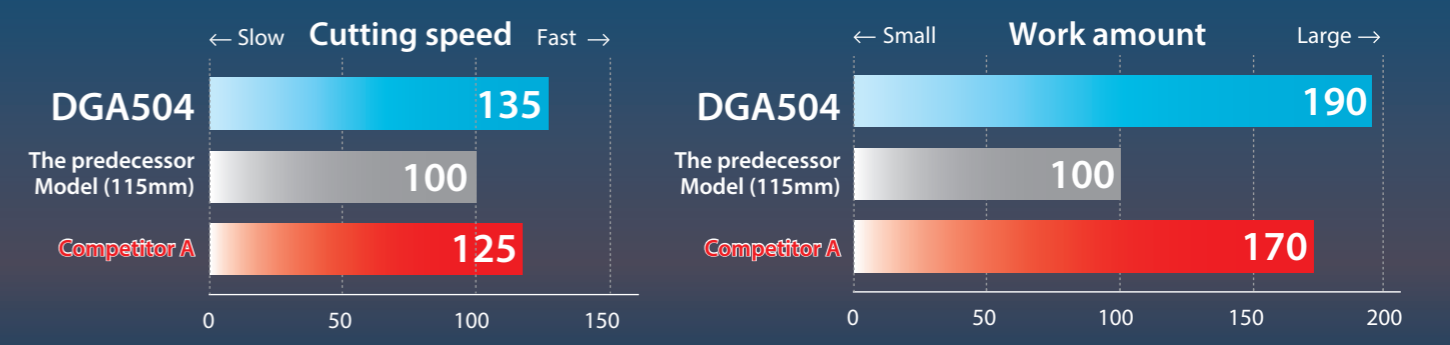 ← Slow Cutting speed Fast →
DGA504 135
The predecessor
Model (115mm) 100
Competitor A 125
0 50 100 150
← Small Work amount Large →
DGA504 190
The predecessor
Model (115mm) 100
Competitor A 170
0 50 100 150 200